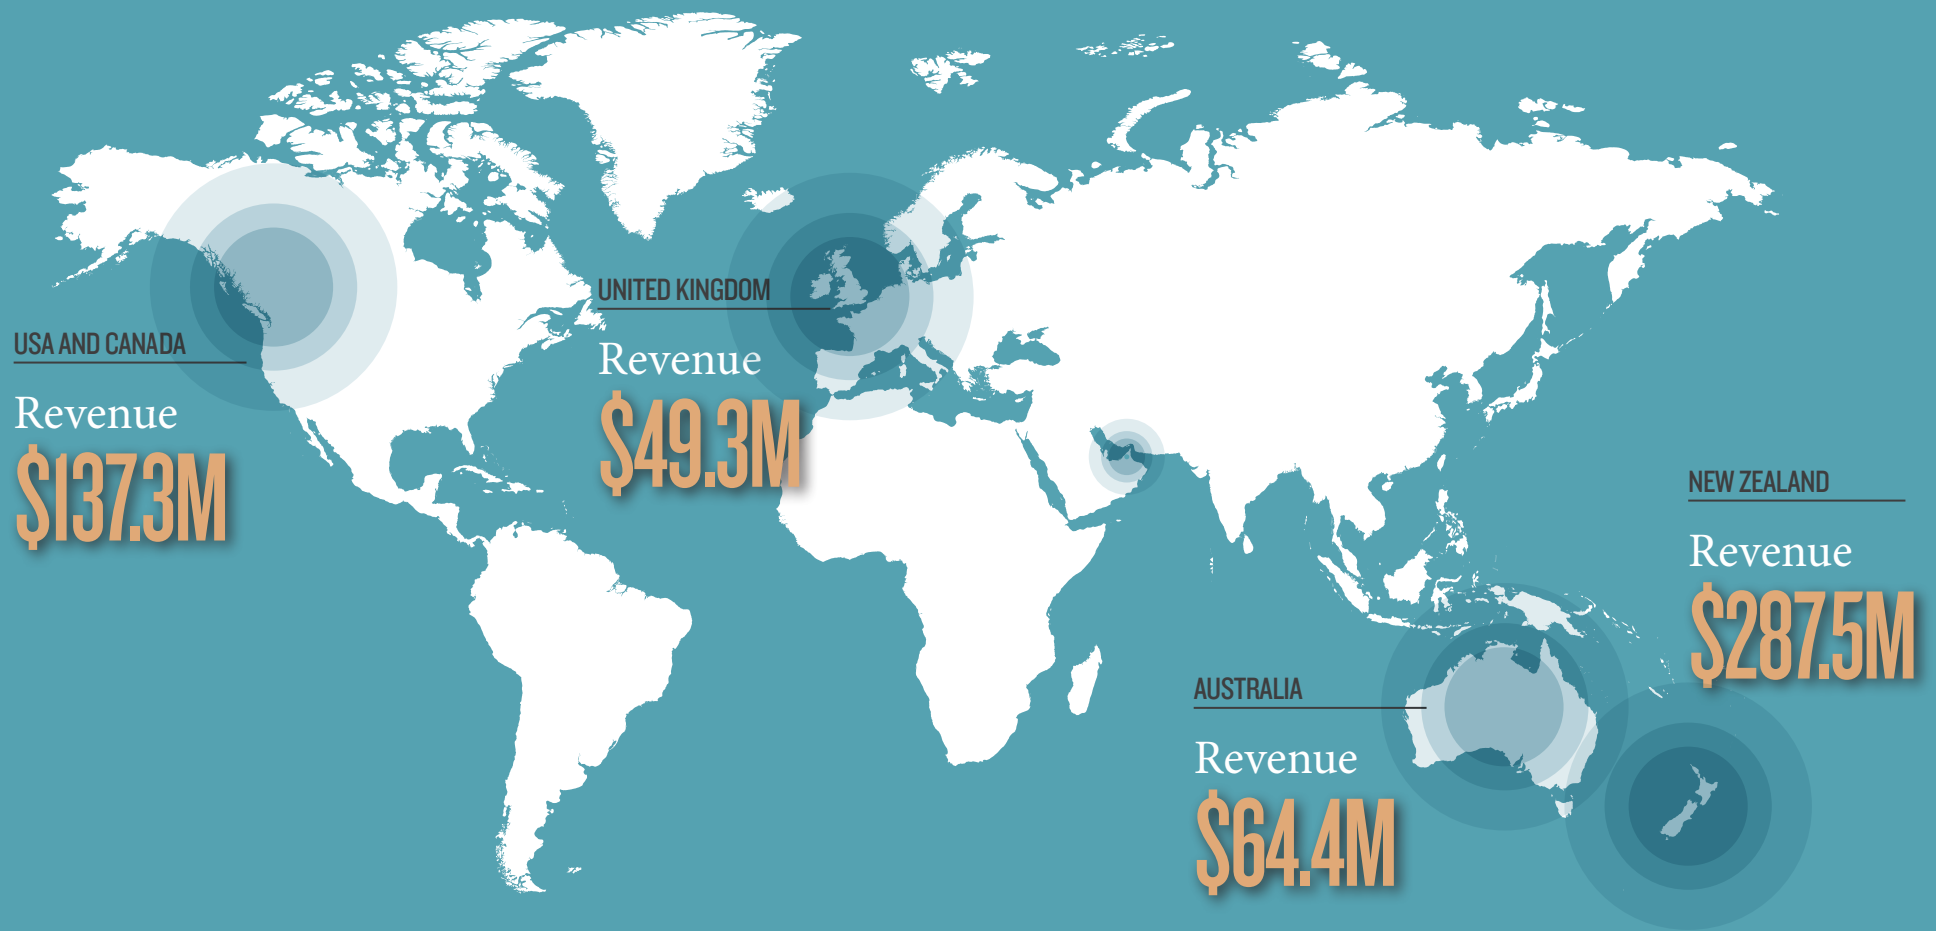 USA AND CANADA
Revenue
$137.3M
UNITED KINGDOM
Revenue
$49.3M
AUSTRALIA
Revenue
$64.4M
NEW ZEALAND
Revenue
$287.5M